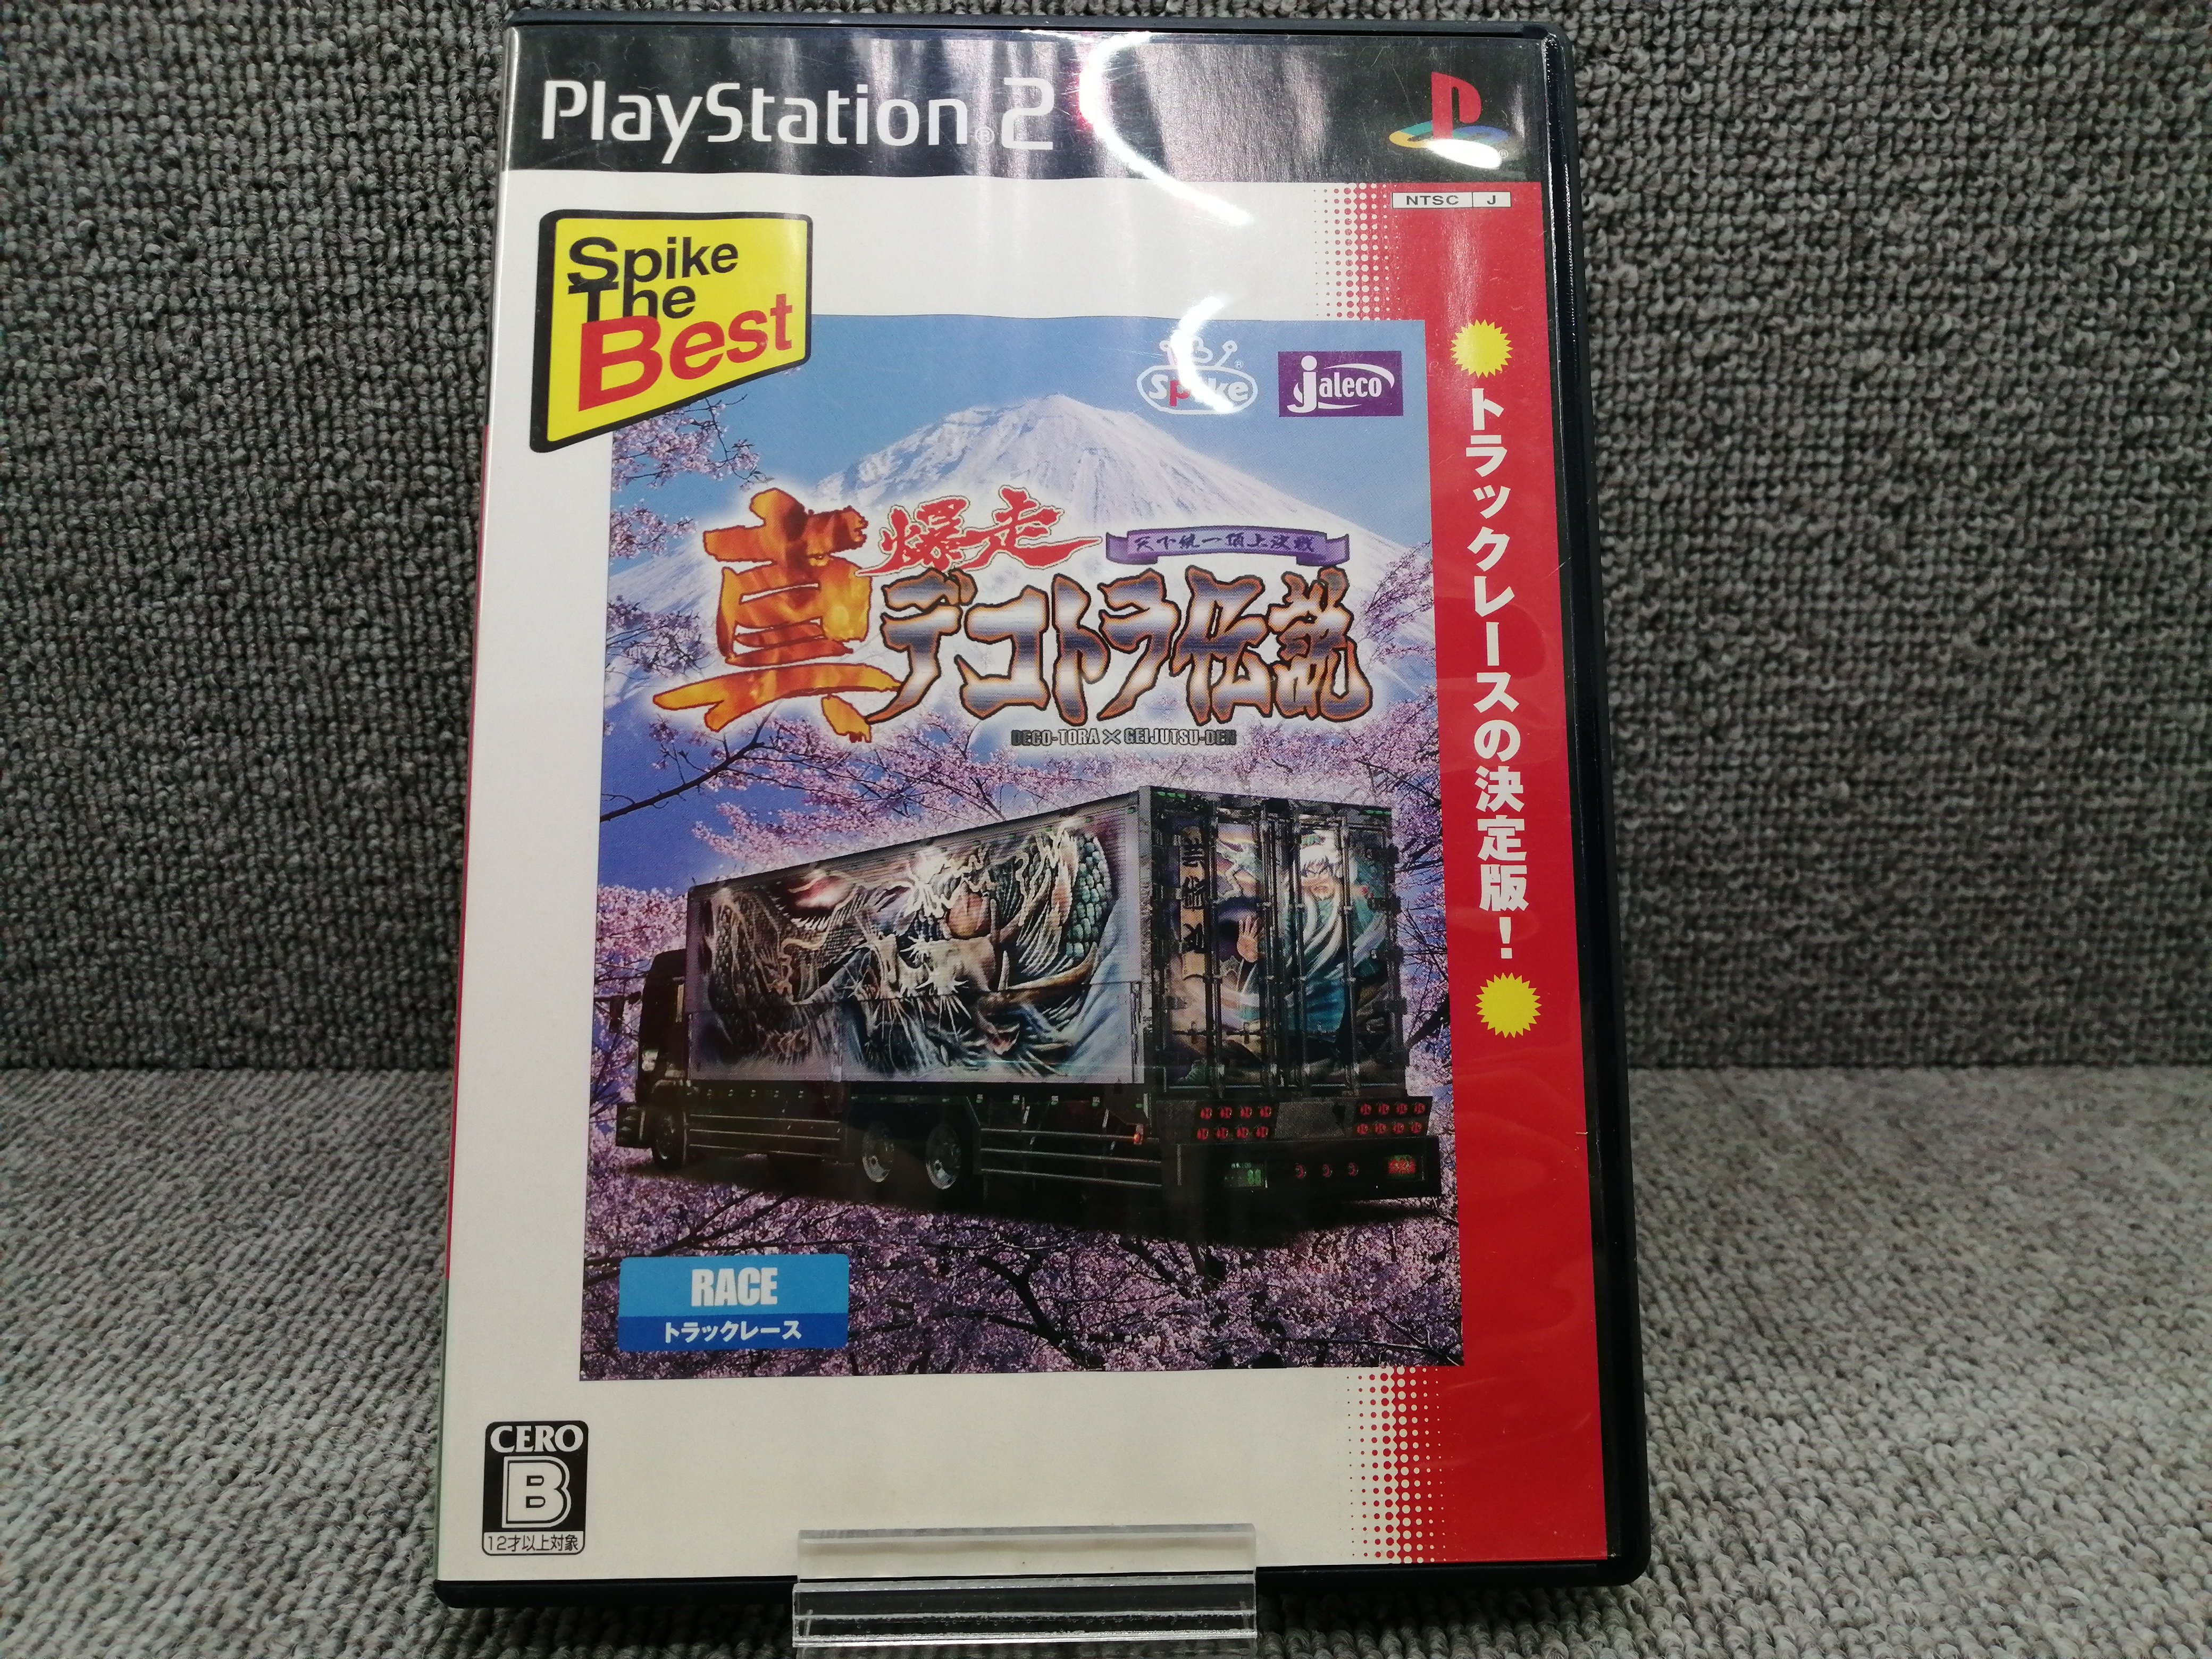 PlayStation®2
NTSC J
Spike
The
Best
Spike®
jaleco
トラックレースの決定版!
真 爆走
天下統一頂上決戦
デコトラ伝説
DECO-TORA×GEIJUTSU-DEN
RACE
トラックレース
CERO
B
12才以上対象